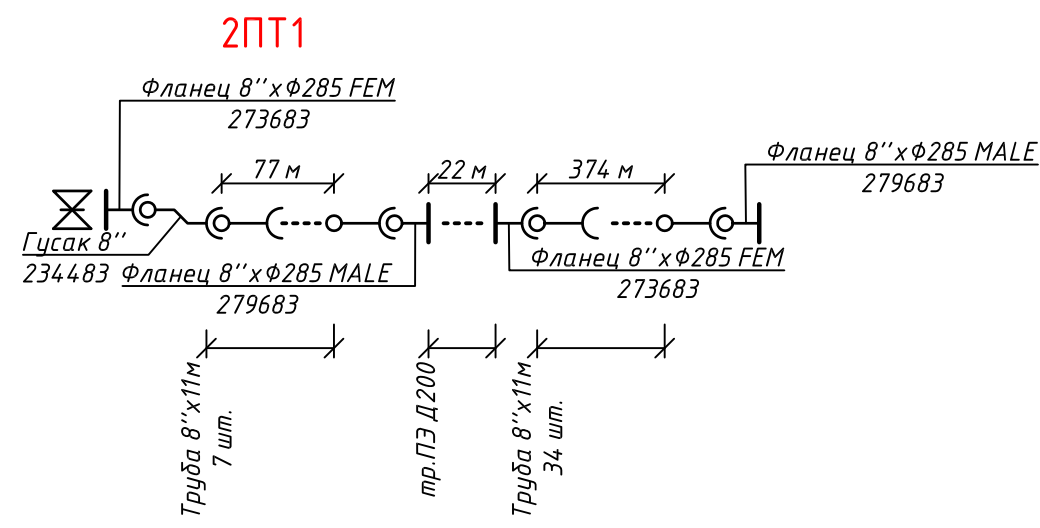 2ПТ1
Фланец 8''хФ285 FEM
273683
Фланец 8''хФ285 MALE
279683
77 м
22 м
374 м
Гусак 8''
234483
Фланец 8''хФ285 MALE
279683
Фланец 8''хФ285 FEM
273683
Труба 8''х11м
7 шт.
тр.ПЭ Д200
Труба 8''х11м
34 шт.